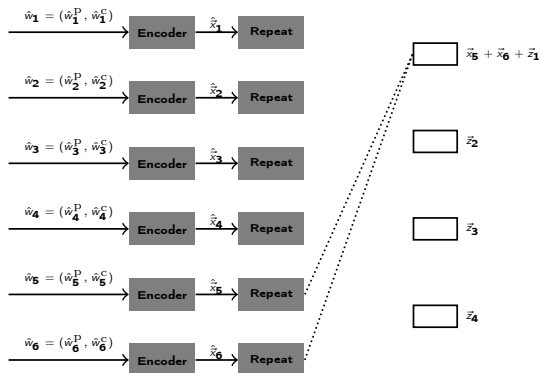 ŵ₁ = (ŵ₁ᵖ, ŵ₁ᶜ) Encoder x⃗̂₁ Repeat
x⃗₅ + x⃗₆ + z⃗₁
ŵ₂ = (ŵ₂ᵖ, ŵ₂ᶜ) Encoder x⃗̂₂ Repeat
z⃗₂
ŵ₃ = (ŵ₃ᵖ, ŵ₃ᶜ) Encoder x⃗̂₃ Repeat
ŵ₄ = (ŵ₄ᵖ, ŵ₄ᶜ) Encoder x⃗̂₄ Repeat
z⃗₃
ŵ₅ = (ŵ₅ᵖ, ŵ₅ᶜ) Encoder x⃗̂₅ Repeat
z⃗₄
ŵ₆ = (ŵ₆ᵖ, ŵ₆ᶜ) Encoder x⃗̂₆ Repeat